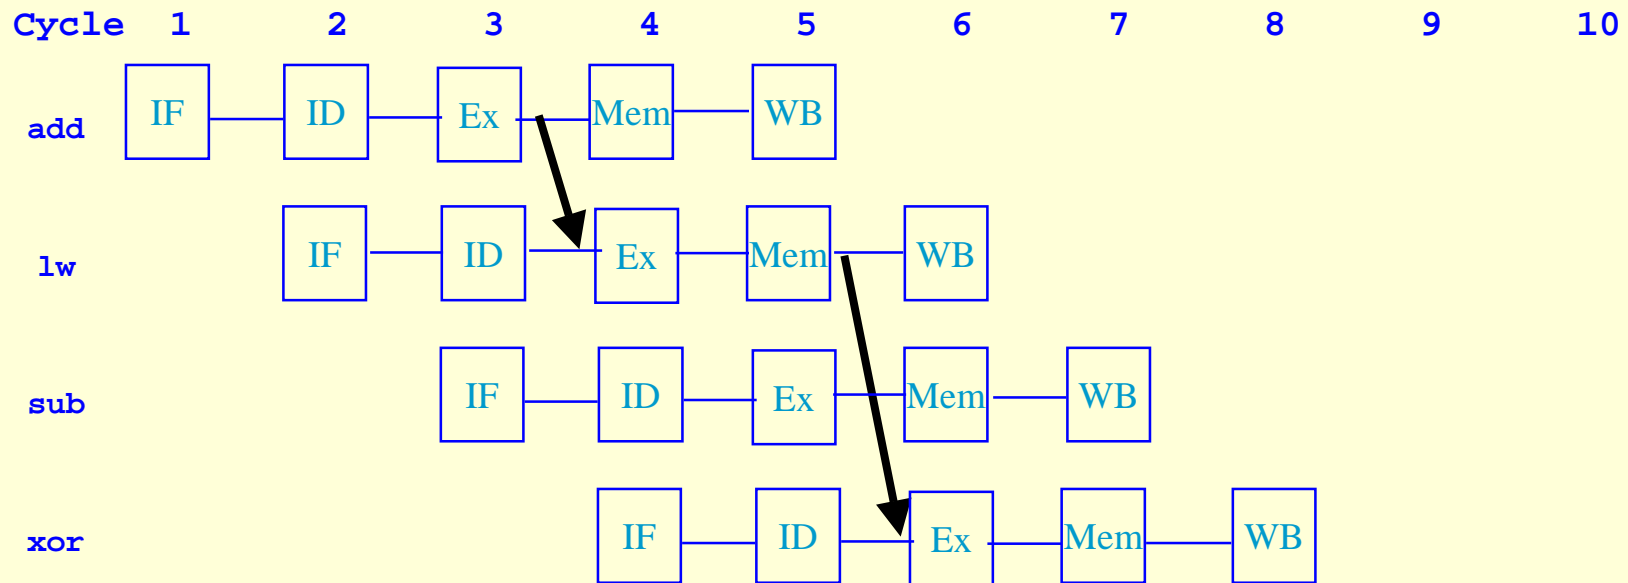 Cycle 1 2 3 4 5 6 7 8 9 10
add IF ID Ex Mem WB
lw IF ID Ex Mem WB
sub IF ID Ex Mem WB
xor IF ID Ex Mem WB